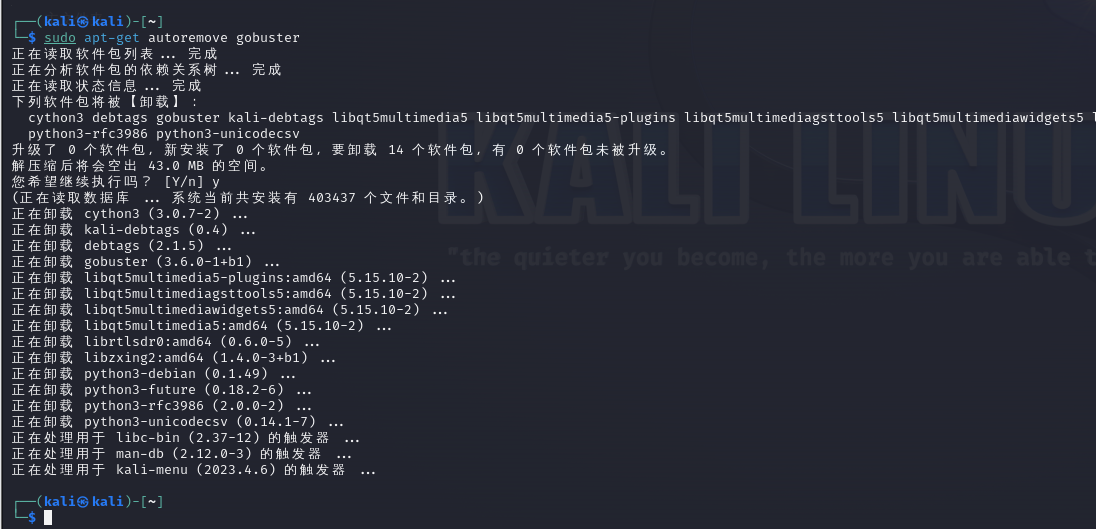 ┌──(kali㉿kali)-[~]
└─$ sudo apt-get autoremove gobuster
正在读取软件包列表... 完成
正在分析软件包的依赖关系树... 完成
正在读取状态信息... 完成
下列软件包将被【卸载】：
  cython3 debtags gobuster kali-debtags libqt5multimedia5 libqt5multimedia5-plugins libqt5multimediagsttools5 libqt5multimediawidgets5
  python3-rfc3986 python3-unicodecsv
升级了 0 个软件包，新安装了 0 个软件包，要卸载 14 个软件包，有 0 个软件包未被升级。
解压缩后将会空出 43.0 MB 的空间。
您希望继续执行吗？ [Y/n] y
(正在读取数据库 ... 系统当前共安装有 403437 个文件和目录。)
正在卸载 cython3 (3.0.7-2) ...
正在卸载 kali-debtags (0.4) ...
正在卸载 debtags (2.1.5) ...
正在卸载 gobuster (3.6.0-1+b1) ...
正在卸载 libqt5multimedia5-plugins:amd64 (5.15.10-2) ...
正在卸载 libqt5multimediagsttools5:amd64 (5.15.10-2) ...
正在卸载 libqt5multimediawidgets5:amd64 (5.15.10-2) ...
正在卸载 libqt5multimedia5:amd64 (5.15.10-2) ...
正在卸载 librtlsdr0:amd64 (0.6.0-5) ...
正在卸载 libzxing2:amd64 (1.4.0-3+b1) ...
正在卸载 python3-debian (0.1.49) ...
正在卸载 python3-future (0.18.2-6) ...
正在卸载 python3-rfc3986 (2.0.0-2) ...
正在卸载 python3-unicodecsv (0.14.1-7) ...
正在处理用于 libc-bin (2.37-12) 的触发器 ...
正在处理用于 man-db (2.12.0-3) 的触发器 ...
正在处理用于 kali-menu (2023.4.6) 的触发器 ...
┌──(kali㉿kali)-[~]
└─$
KALI LINU
"the quieter you become, the more you are able t